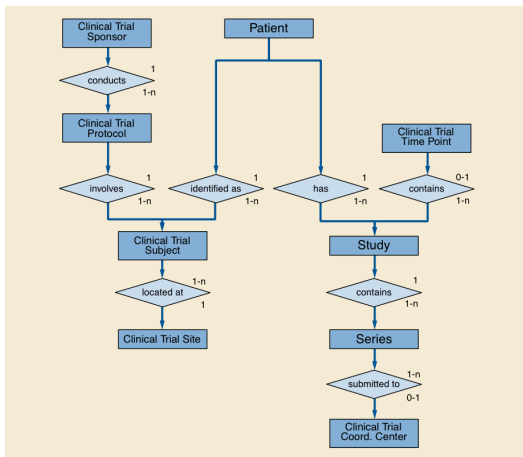 Clinical Trial
Sponsor
Patient
conducts
1
1-n
Clinical Trial
Protocol
Clinical Trial
Time Point
involves
1
1-n
identified as
1
1-n
has
1
1-n
contains
0-1
1-n
Clinical Trial
Subject
Study
located at
1-n
1
contains
1
1-n
Clinical Trial Site
Series
submitted to
1-n
0-1
Clinical Trial
Coord. Center